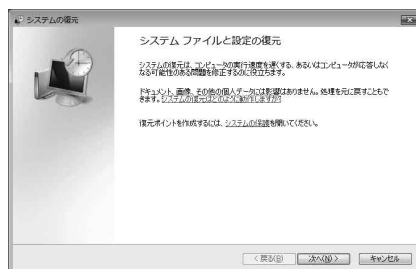 システムの復元
システム ファイルと設定の復元
システムの復元は、コンピュータの実行速度を遅くする、あるいはコンピュータが応答しなく
なる可能性のある問題を修正するのに役立ちます。
ドキュメント、画像、その他の個人データには影響はありません。処理を元に戻すこともで
きます。システムの復元はどのように動作しますか?
復元ポイントを作成するには、システムの保護を開いてください。
< 戻る(B) 次へ(N) > キャンセル